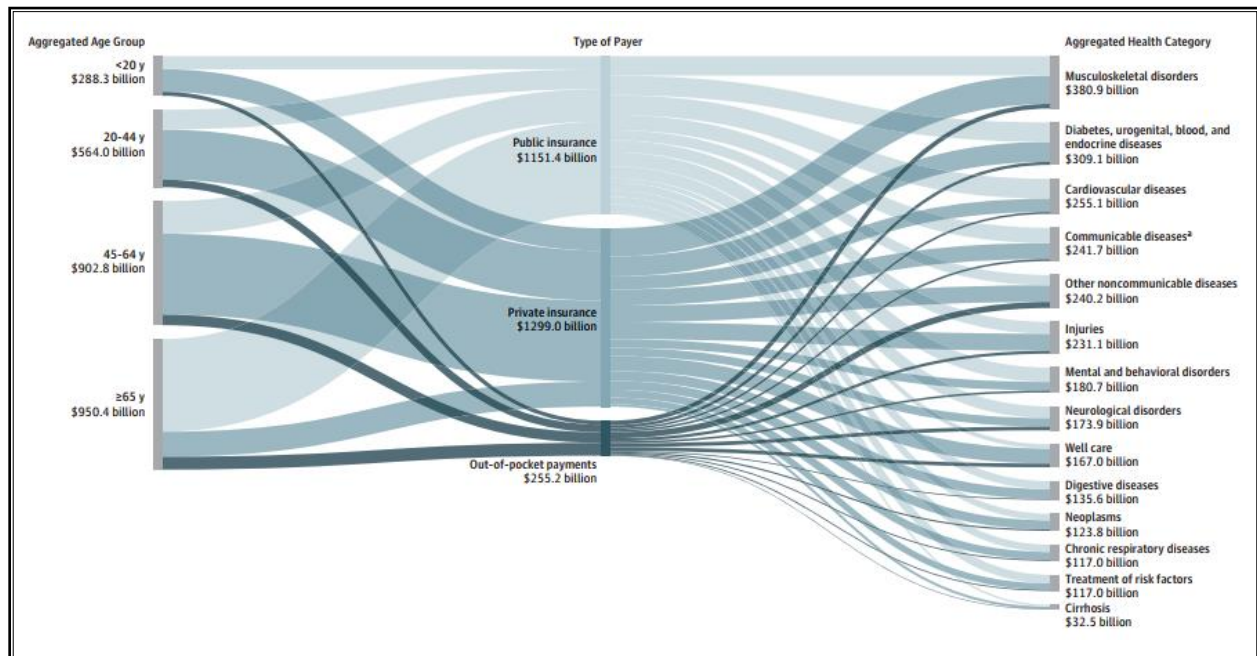 Aggregated Age Group
<20 y
$288.3 billion
20-44 y
$564.0 billion
45-64 y
$902.8 billion
≥65 y
$950.4 billion
Type of Payer
Public insurance
$1151.4 billion
Private insurance
$1299.0 billion
Out-of-pocket payments
$255.2 billion
Aggregated Health Category
Musculoskeletal disorders
$380.9 billion
Diabetes, urogenital, blood, and
endocrine diseases
$309.1 billion
Cardiovascular diseases
$255.1 billion
Communicable diseasesᵃ
$241.7 billion
Other noncommunicable diseases
$240.2 billion
Injuries
$231.1 billion
Mental and behavioral disorders
$180.7 billion
Neurological disorders
$173.9 billion
Well care
$167.0 billion
Digestive diseases
$135.6 billion
Neoplasms
$123.8 billion
Chronic respiratory diseases
$117.0 billion
Treatment of risk factors
$117.0 billion
Cirrhosis
$32.5 billion